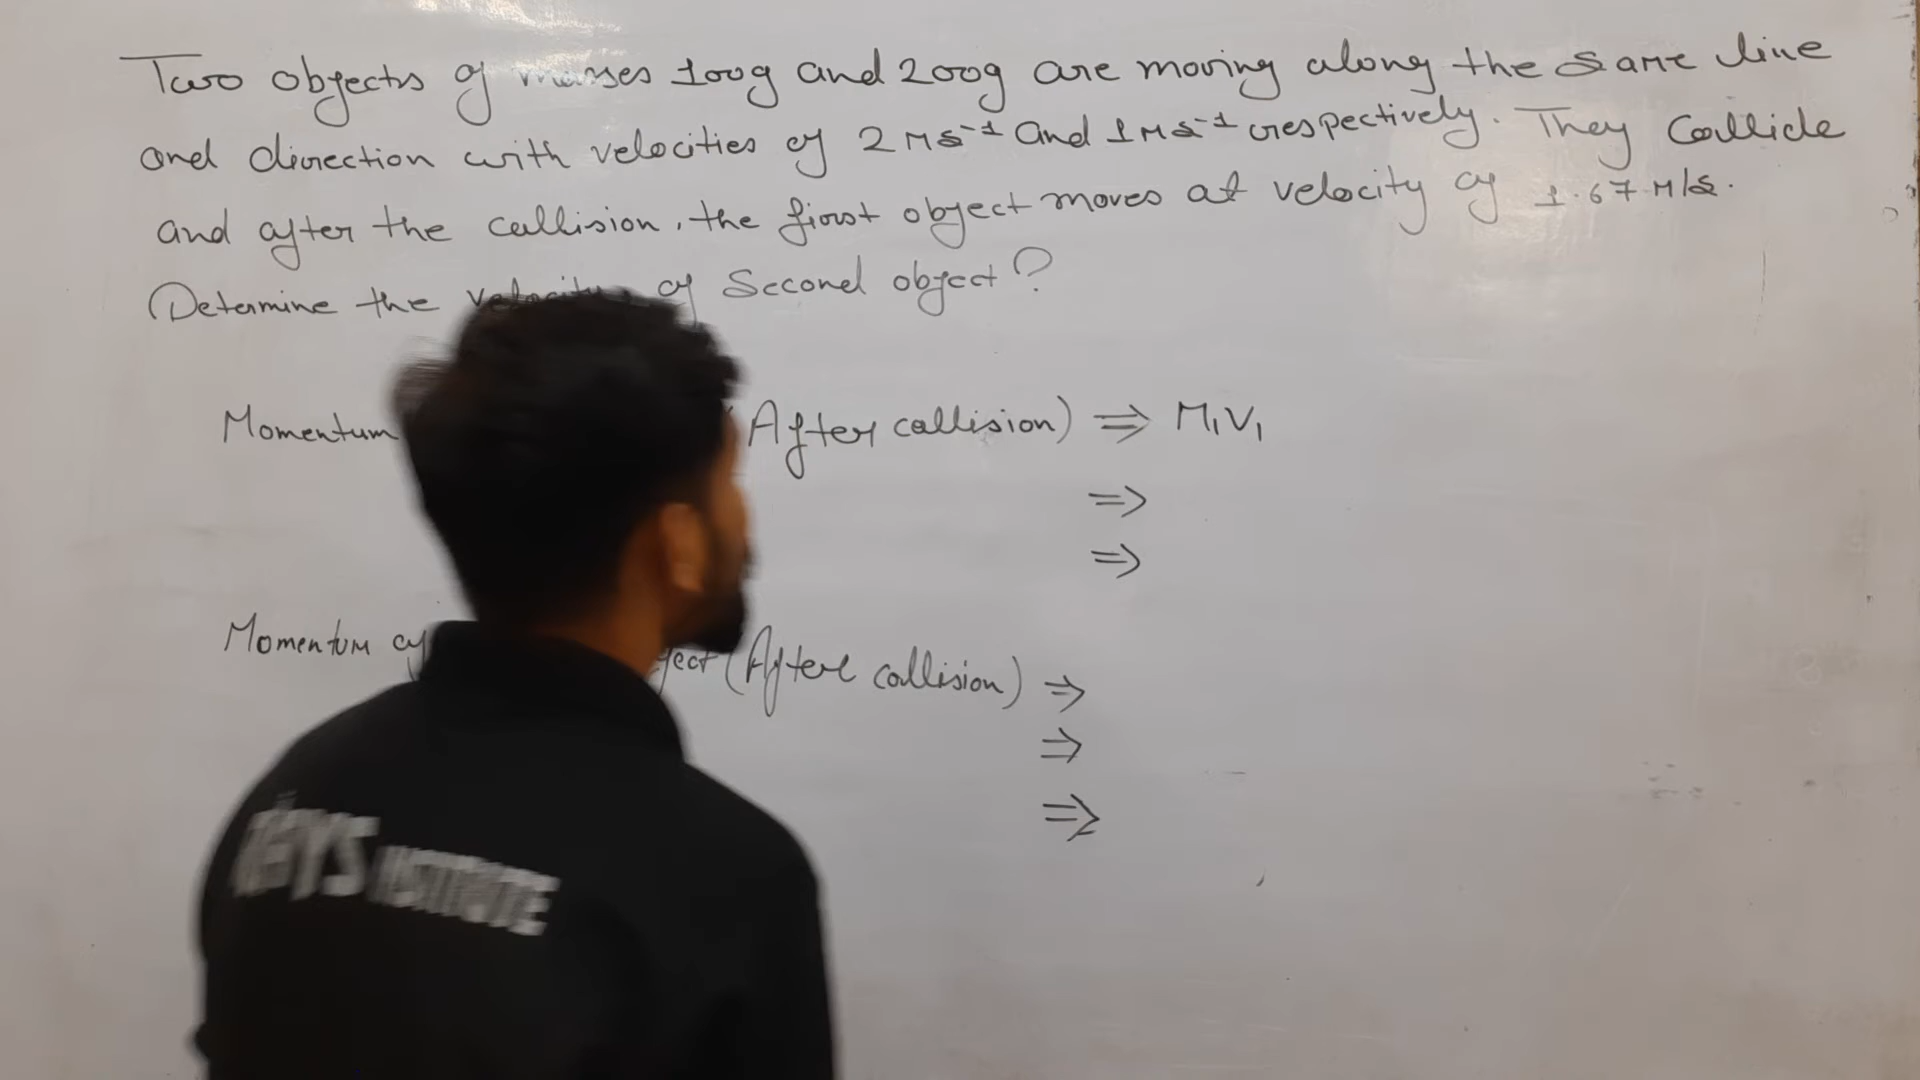 Two objects of masses 100g and 200g are moving along the same line
and direction with velocities of 2 ms⁻¹ and 1 ms⁻¹ respectively. They Collide
and after the collision, the first object moves at velocity of 1.67 m/s.
Determine the velocity of Second object?
Momentum (After collision) ⇒ M₁V₁
⇒
⇒
Momentum of (After collision) ⇒
⇒
⇒
INSTITUTE